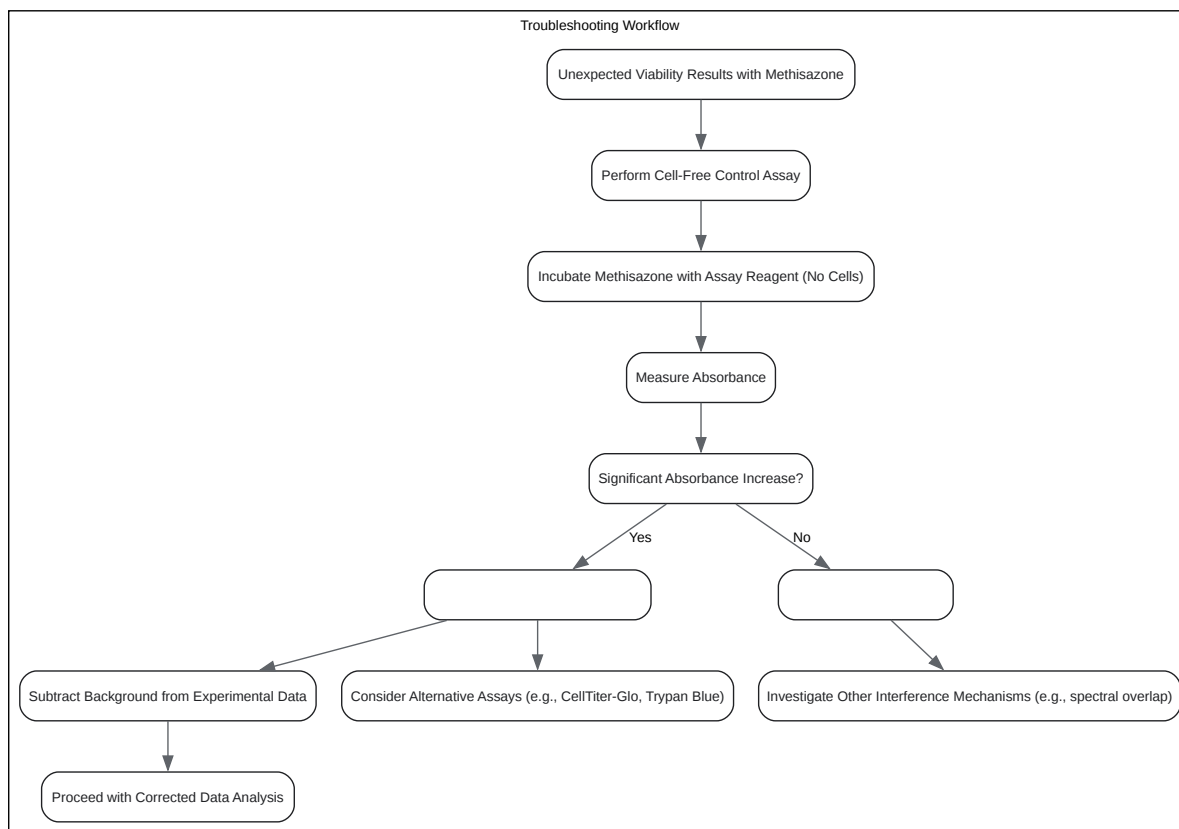 Troubleshooting Workflow
Unexpected Viability Results with Methisazone
Perform Cell-Free Control Assay
Incubate Methisazone with Assay Reagent (No Cells)
Measure Absorbance
Significant Absorbance Increase?
Yes
No
Subtract Background from Experimental Data
Consider Alternative Assays (e.g., CellTiter-Glo, Trypan Blue)
Investigate Other Interference Mechanisms (e.g., spectral overlap)
Proceed with Corrected Data Analysis